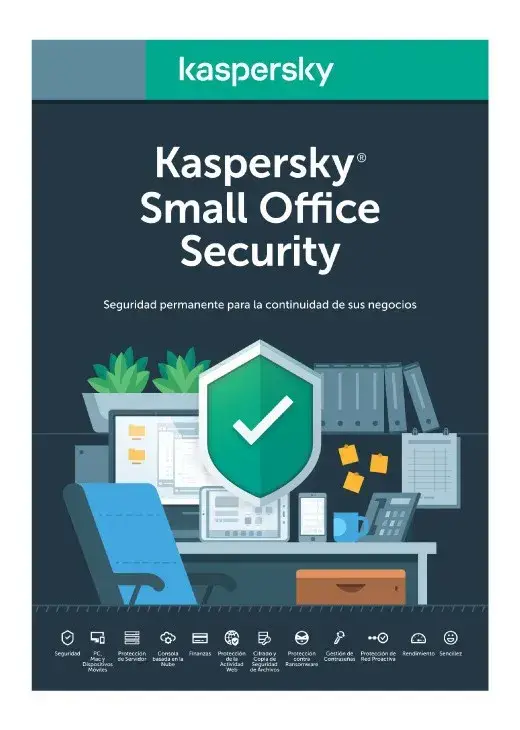 kaspersky
Kaspersky®
Small Office
Security
Seguridad permanente para la continuidad de sus negocios
Seguridad
PC,
Mac y
Dispositivos
Móviles
Protección
de Servidor
Consola
basada en la
Nube
Finanzas
Protección
de la
Actividad
Web
Cifrado y
Copia de
Seguridad
de Archivos
Protección
contra
Ransomware
Gestión de
Contraseñas
Protección de
Red Proactiva
Rendimiento
Sencillez